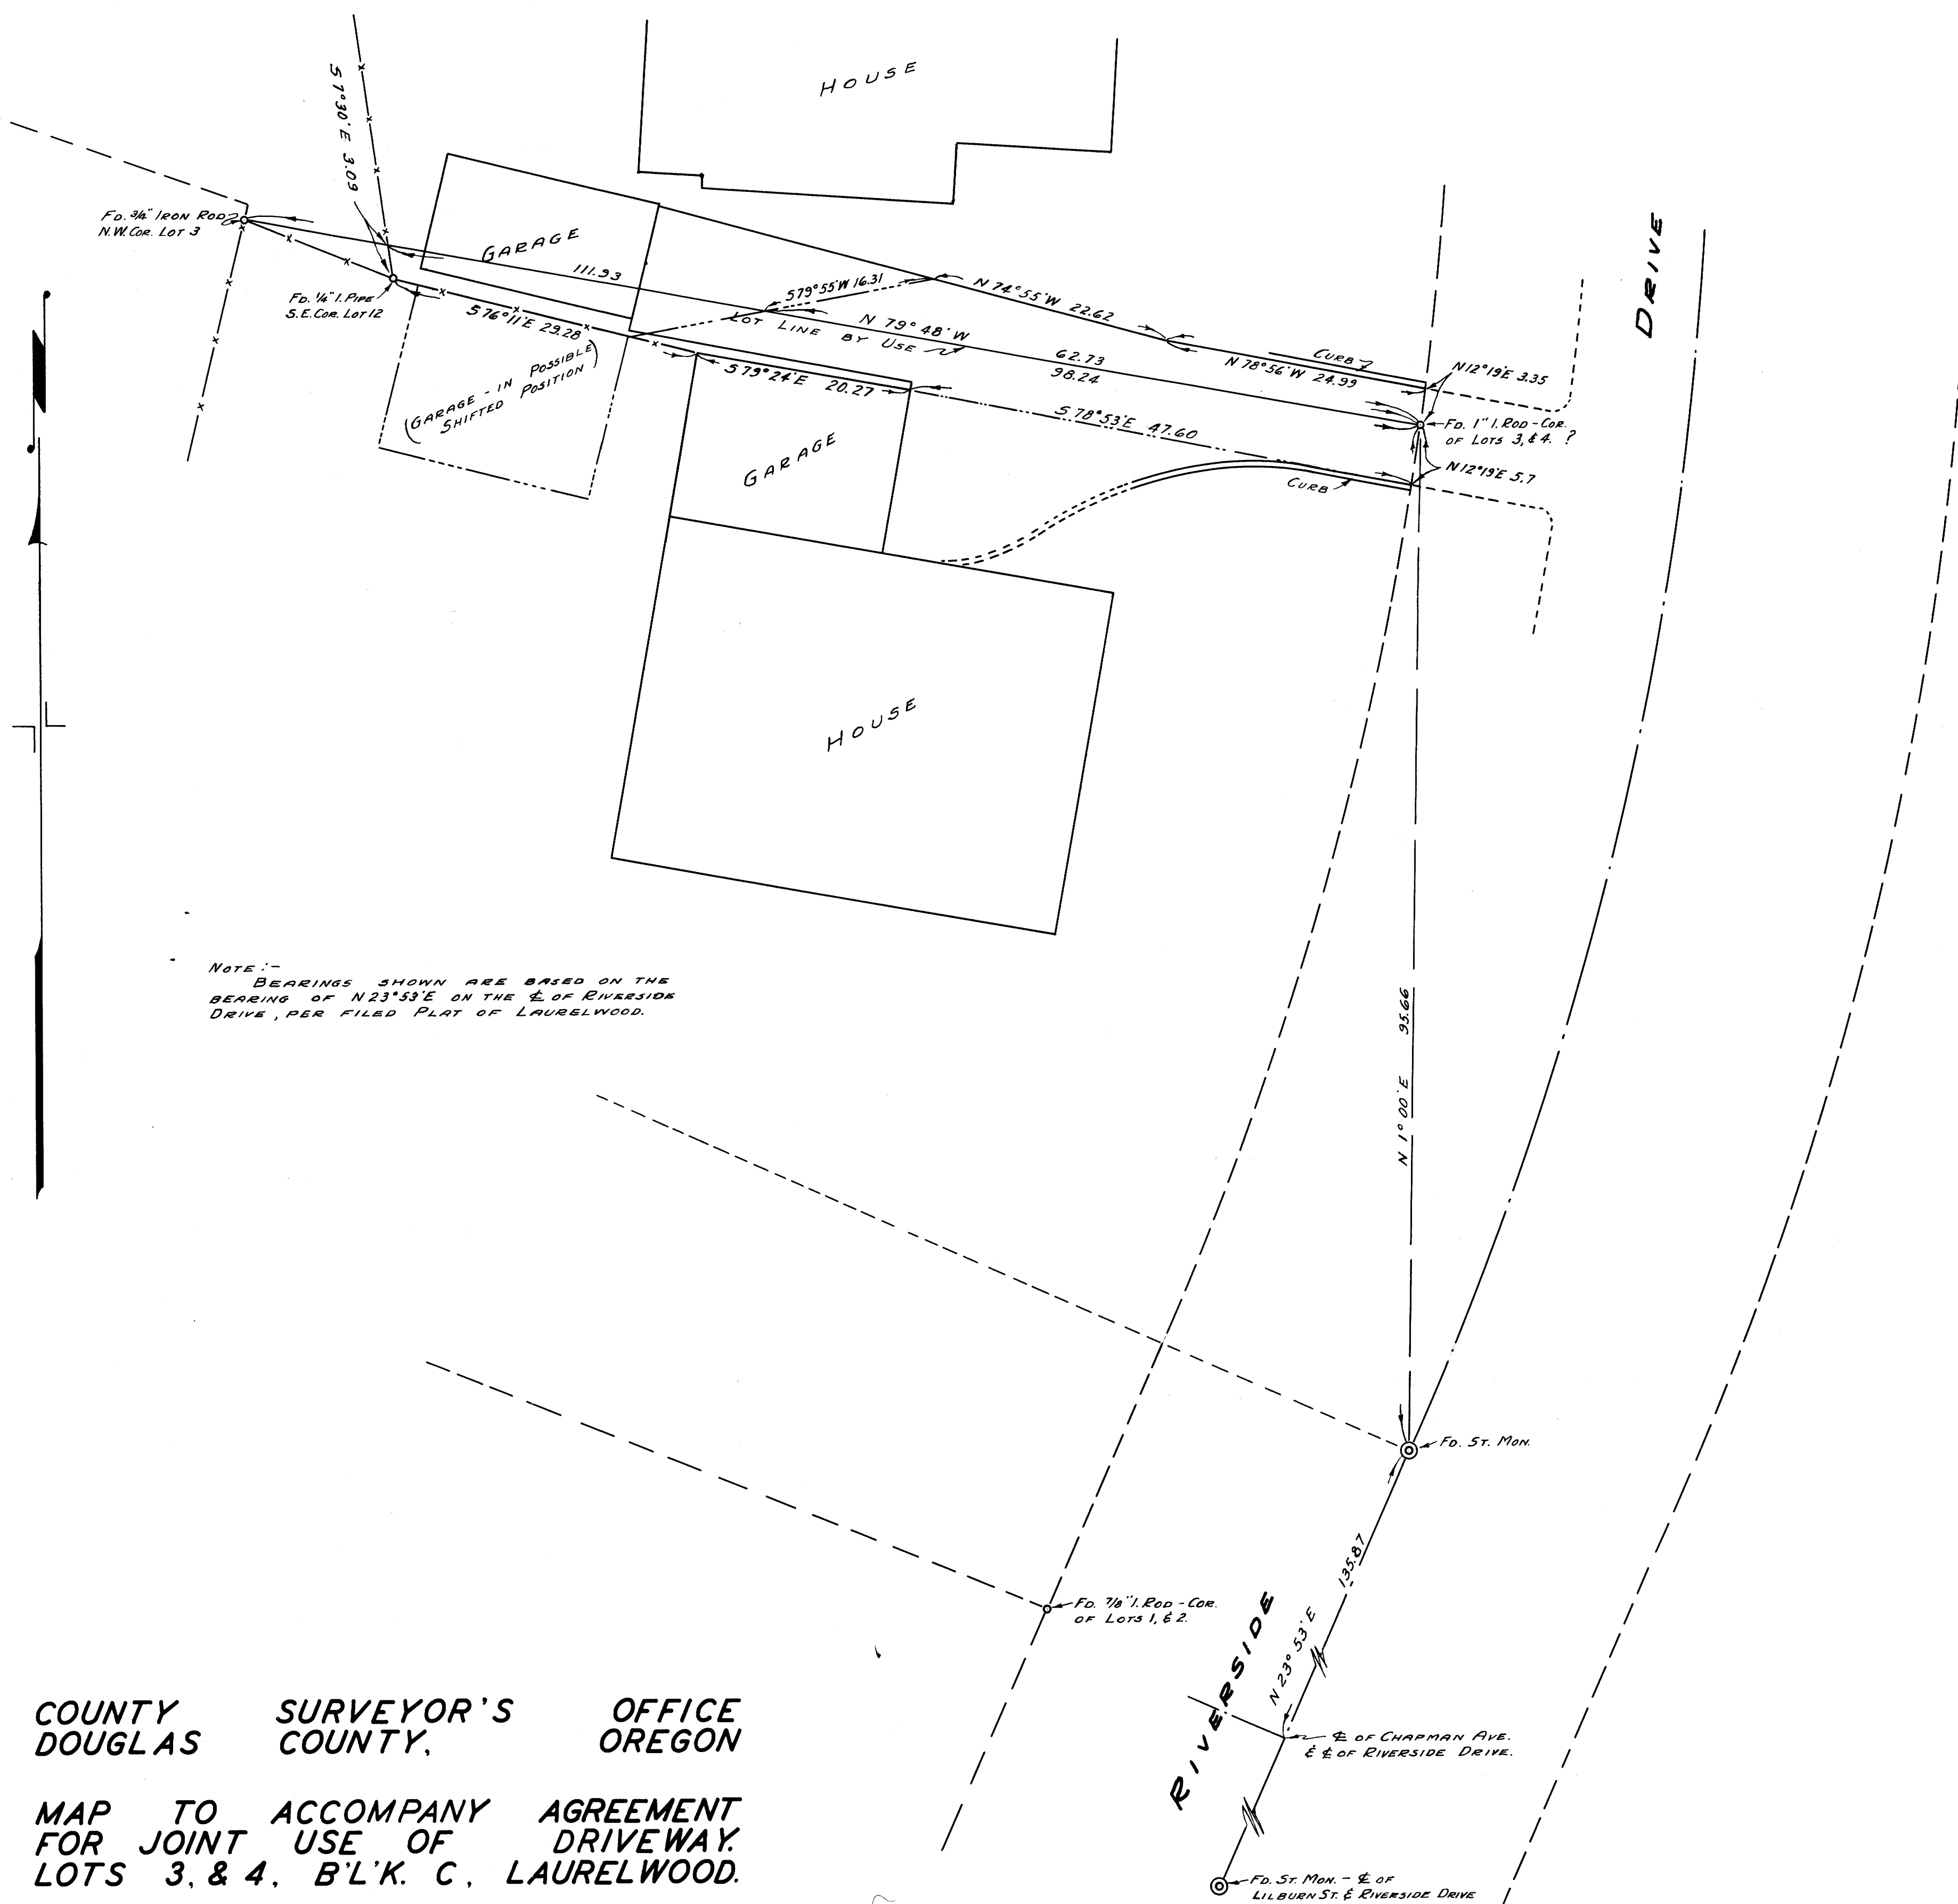 HOUSE
S 7°30' E 3.09
FD. 3/4" IRON ROD
N.W. COR. LOT 3
GARAGE
111.93
S79°55'W 16.31
N 74°55'W 22.62
FD. 1/4" I. PIPE
S.E. COR. LOT 12
S76°11'E 29.28
LOT LINE BY USE
N 79°48'W
62.73
98.24
CURB
N 78°56'W 24.99
N12°19'E 3.35
(GARAGE - IN POSSIBLE
SHIFTED POSITION)
S79°24'E 20.27
S78°53'E 47.60
FD. 1" I. ROD - COR.
OF LOTS 3, & 4. ?
N12°19'E 5.7
CURB
GARAGE
DRIVE
HOUSE
NOTE:-
BEARINGS SHOWN ARE BASED ON THE
BEARING OF N23°53'E ON THE ℄ OF RIVERSIDE
DRIVE, PER FILED PLAT OF LAURELWOOD.
N 1°00' E 95.66
FD. ST. MON.
135.87
N 23°53'E
FD. 7/8" I. ROD - COR.
OF LOTS 1, & 2.
RIVERSIDE
℄ OF CHAPMAN AVE.
& ℄ OF RIVERSIDE DRIVE.
FD. ST. MON. - ℄ OF
LILBURN ST. & RIVERSIDE DRIVE
COUNTY SURVEYOR'S OFFICE
DOUGLAS COUNTY, OREGON
MAP TO ACCOMPANY AGREEMENT
FOR JOINT USE OF DRIVEWAY.
LOTS 3, & 4, B'L'K. C, LAURELWOOD.